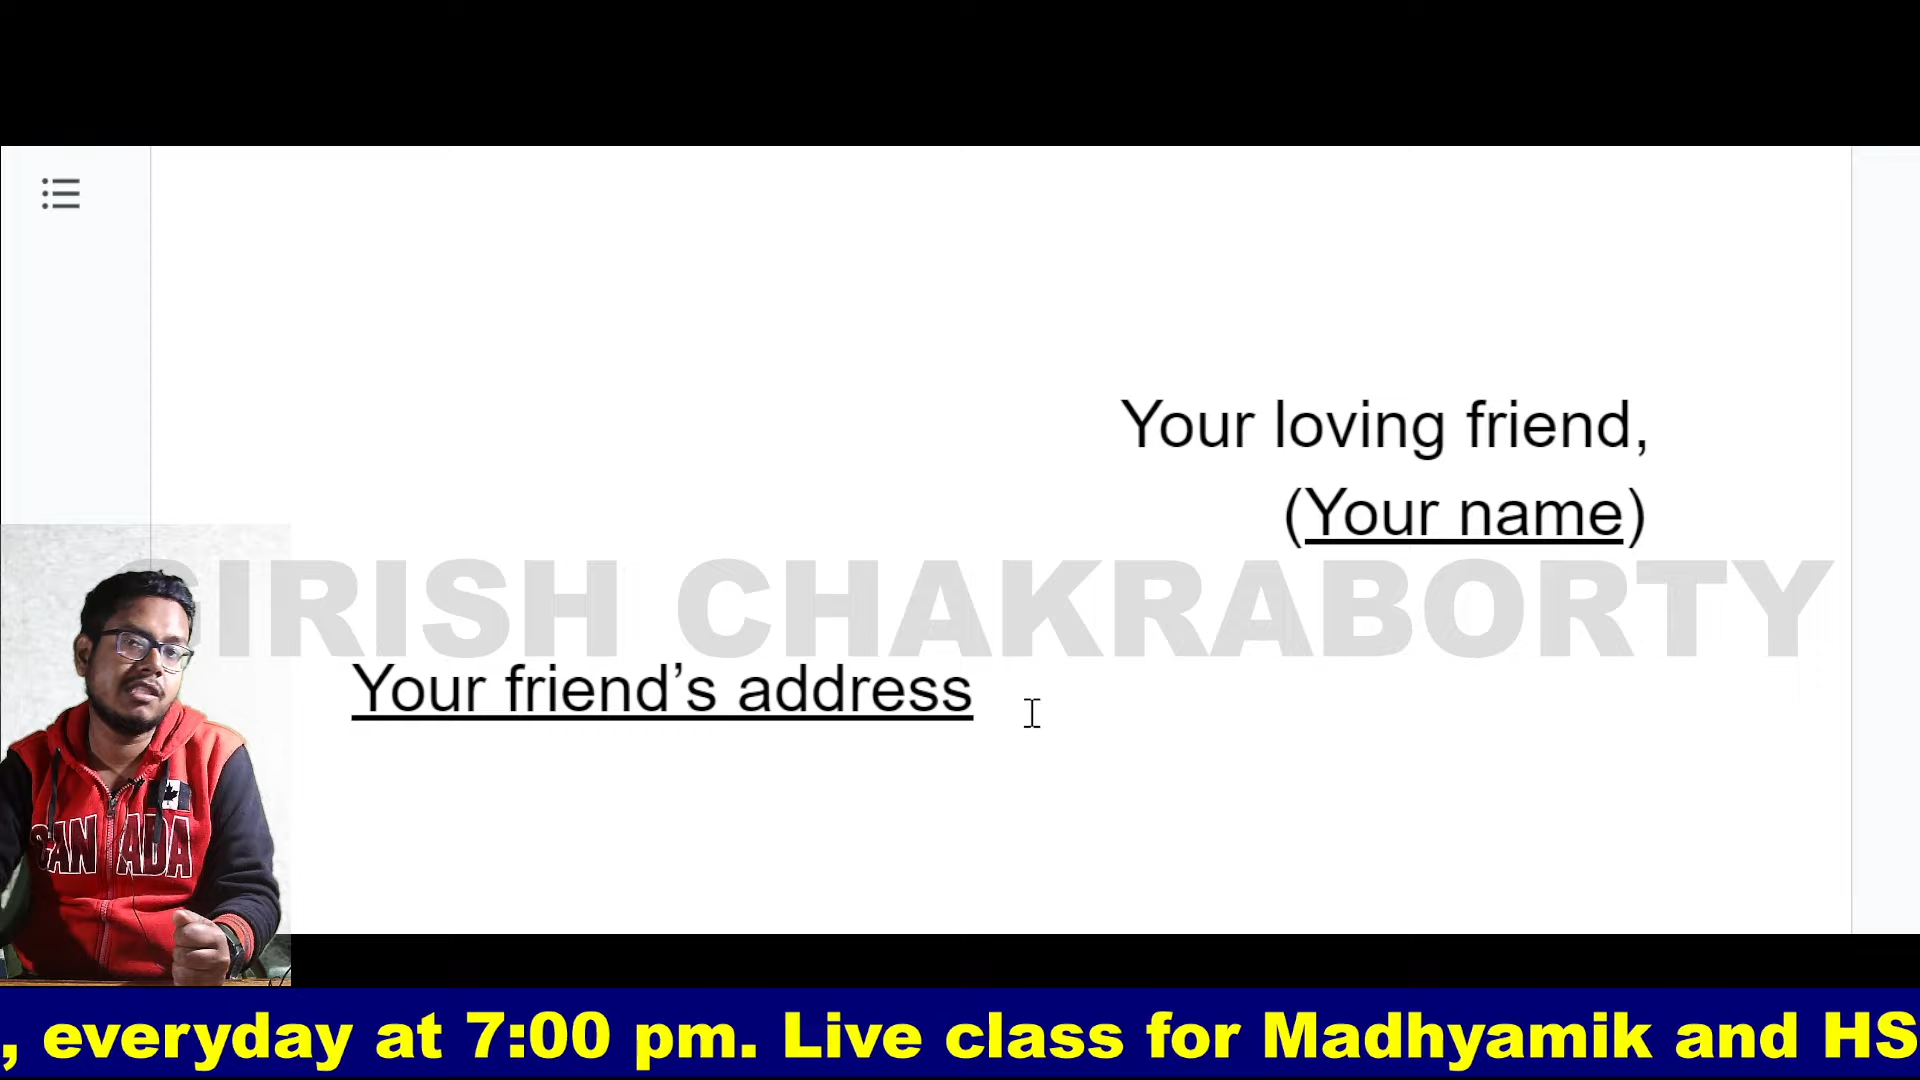 Your loving friend,
(Your name)
GIRISH CHAKRABORTY
Your friend’s address
CANADA
, everyday at 7:00 pm. Live class for Madhyamik and HS